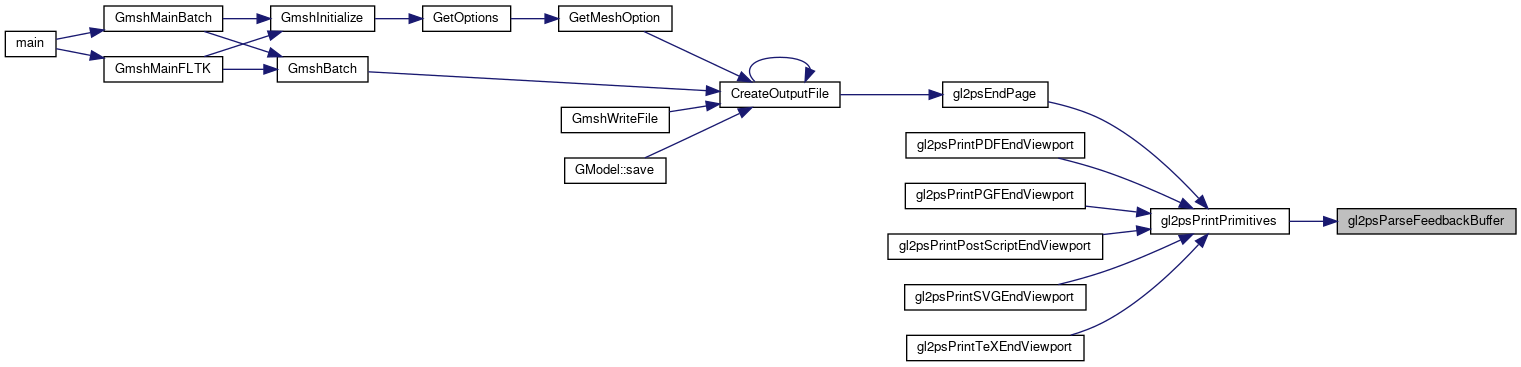 main
GmshMainBatch
GmshMainFLTK
GmshInitialize
GmshBatch
GetOptions
GetMeshOption
GmshWriteFile
GModel::save
CreateOutputFile
gl2psEndPage
gl2psPrintPDFEndViewport
gl2psPrintPGFEndViewport
gl2psPrintPostScriptEndViewport
gl2psPrintSVGEndViewport
gl2psPrintTeXEndViewport
gl2psPrintPrimitives
gl2psParseFeedbackBuffer